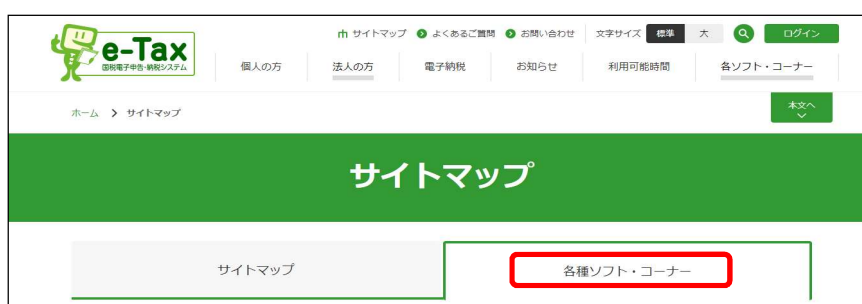 サイトマップ よくあるご質問 お問い合わせ 文字サイズ 標準 大 ログイン
e-Tax
国税電子申告・納税システム
個人の方 法人の方 電子納税 お知らせ 利用可能時間 各ソフト・コーナー
ホーム サイトマップ
本文へ
サイトマップ
サイトマップ 各種ソフト・コーナー